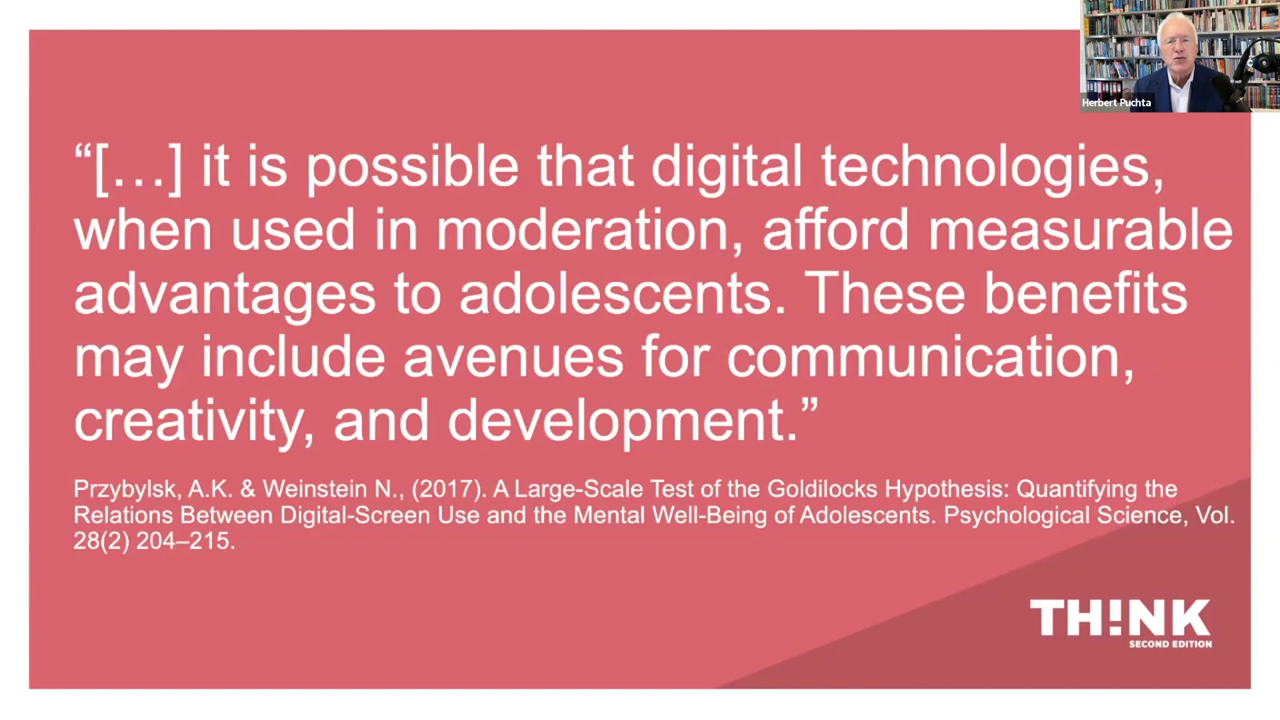 Herbert Puchta
“[…] it is possible that digital technologies,
when used in moderation, afford measurable
advantages to adolescents. These benefits
may include avenues for communication,
creativity, and development.”
Przybylsk, A.K. & Weinstein N., (2017). A Large-Scale Test of the Goldilocks Hypothesis: Quantifying the
Relations Between Digital-Screen Use and the Mental Well-Being of Adolescents. Psychological Science, Vol.
28(2) 204–215.
TH!NK
SECOND EDITION